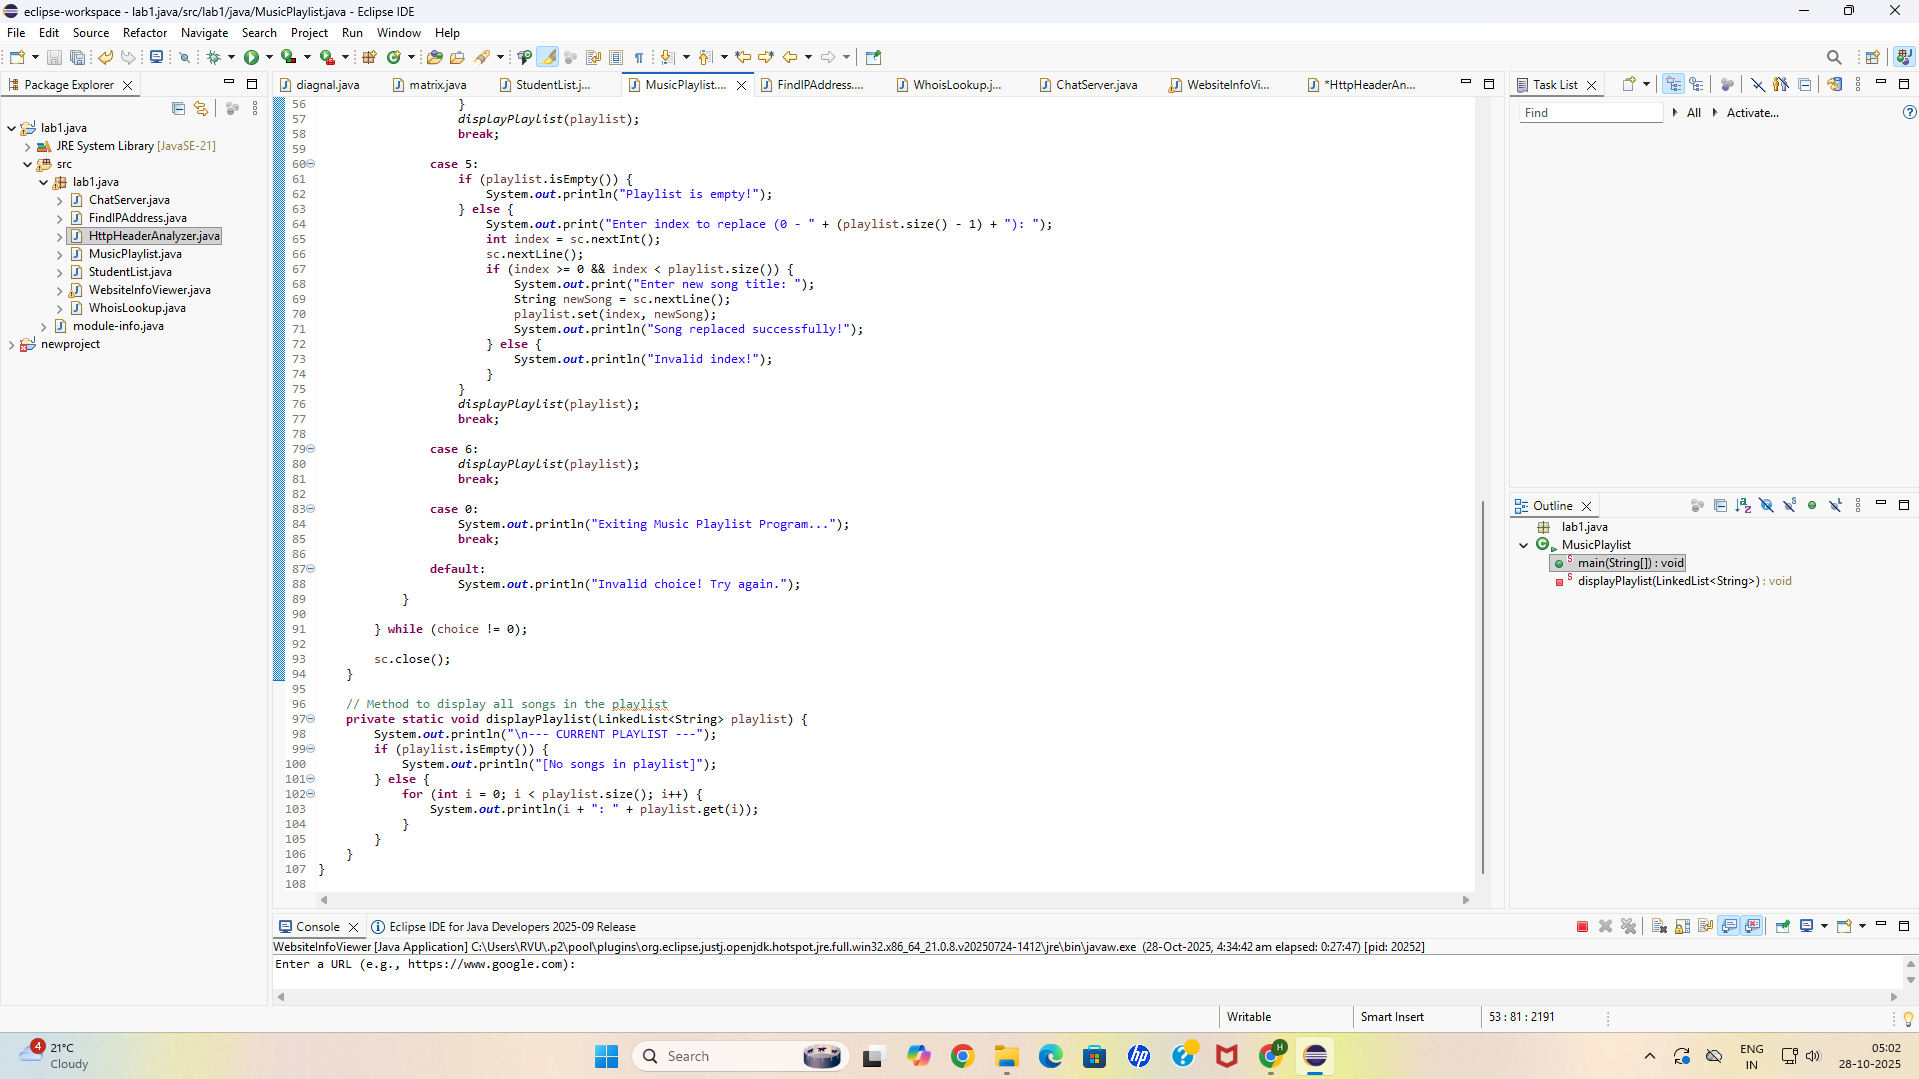 eclipse-workspace - lab1.java/src/lab1/java/MusicPlaylist.java - Eclipse IDE
File Edit Source Refactor Navigate Search Project Run Window Help
Package Explorer
lab1.java
JRE System Library [JavaSE-21]
src
lab1.java
ChatServer.java
FindIPAddress.java
HttpHeaderAnalyzer.java
MusicPlaylist.java
StudentList.java
WebsiteInfoViewer.java
WhoisLookup.java
module-info.java
newproject
diagnal.java matrix.java StudentList.j... MusicPlaylist.... FindIPAddress.... WhoisLookup.j... ChatServer.java WebsiteInfoVi... *HttpHeaderAn...
56 }
57 displayPlaylist(playlist);
58 break;
59
60 case 5:
61 if (playlist.isEmpty()) {
62 System.out.println("Playlist is empty!");
63 } else {
64 System.out.print("Enter index to replace (0 - " + (playlist.size() - 1) + "): ");
65 int index = sc.nextInt();
66 sc.nextLine();
67 if (index >= 0 && index < playlist.size()) {
68 System.out.print("Enter new song title: ");
69 String newSong = sc.nextLine();
70 playlist.set(index, newSong);
71 System.out.println("Song replaced successfully!");
72 } else {
73 System.out.println("Invalid index!");
74 }
75 }
76 displayPlaylist(playlist);
77 break;
78
79 case 6:
80 displayPlaylist(playlist);
81 break;
82
83 case 0:
84 System.out.println("Exiting Music Playlist Program...");
85 break;
86
87 default:
88 System.out.println("Invalid choice! Try again.");
89 }
90
91 } while (choice != 0);
92
93 sc.close();
94 }
95
96 // Method to display all songs in the playlist
97 private static void displayPlaylist(LinkedList<String> playlist) {
98 System.out.println("\n--- CURRENT PLAYLIST ---");
99 if (playlist.isEmpty()) {
100 System.out.println("[No songs in playlist]");
101 } else {
102 for (int i = 0; i < playlist.size(); i++) {
103 System.out.println(i + ": " + playlist.get(i));
104 }
105 }
106 }
107 }
108
Task List
Find All Activate...
Outline
lab1.java
MusicPlaylist
main(String[]) : void
displayPlaylist(LinkedList<String>) : void
Console Eclipse IDE for Java Developers 2025-09 Release
WebsiteInfoViewer [Java Application] C:\Users\RVU\.p2\pool\plugins\org.eclipse.justj.openjdk.hotspot.jre.full.win32.x86_64_21.0.8.v20250724-1412\jre\bin\javaw.exe (28-Oct-2025, 4:34:42 am elapsed: 0:27:47) [pid: 20252]
Enter a URL (e.g., https://www.google.com):
Writable Smart Insert 53 : 81 : 2191
4
21°C
Cloudy
Search
hp
H
ENG
IN
05:02
28-10-2025